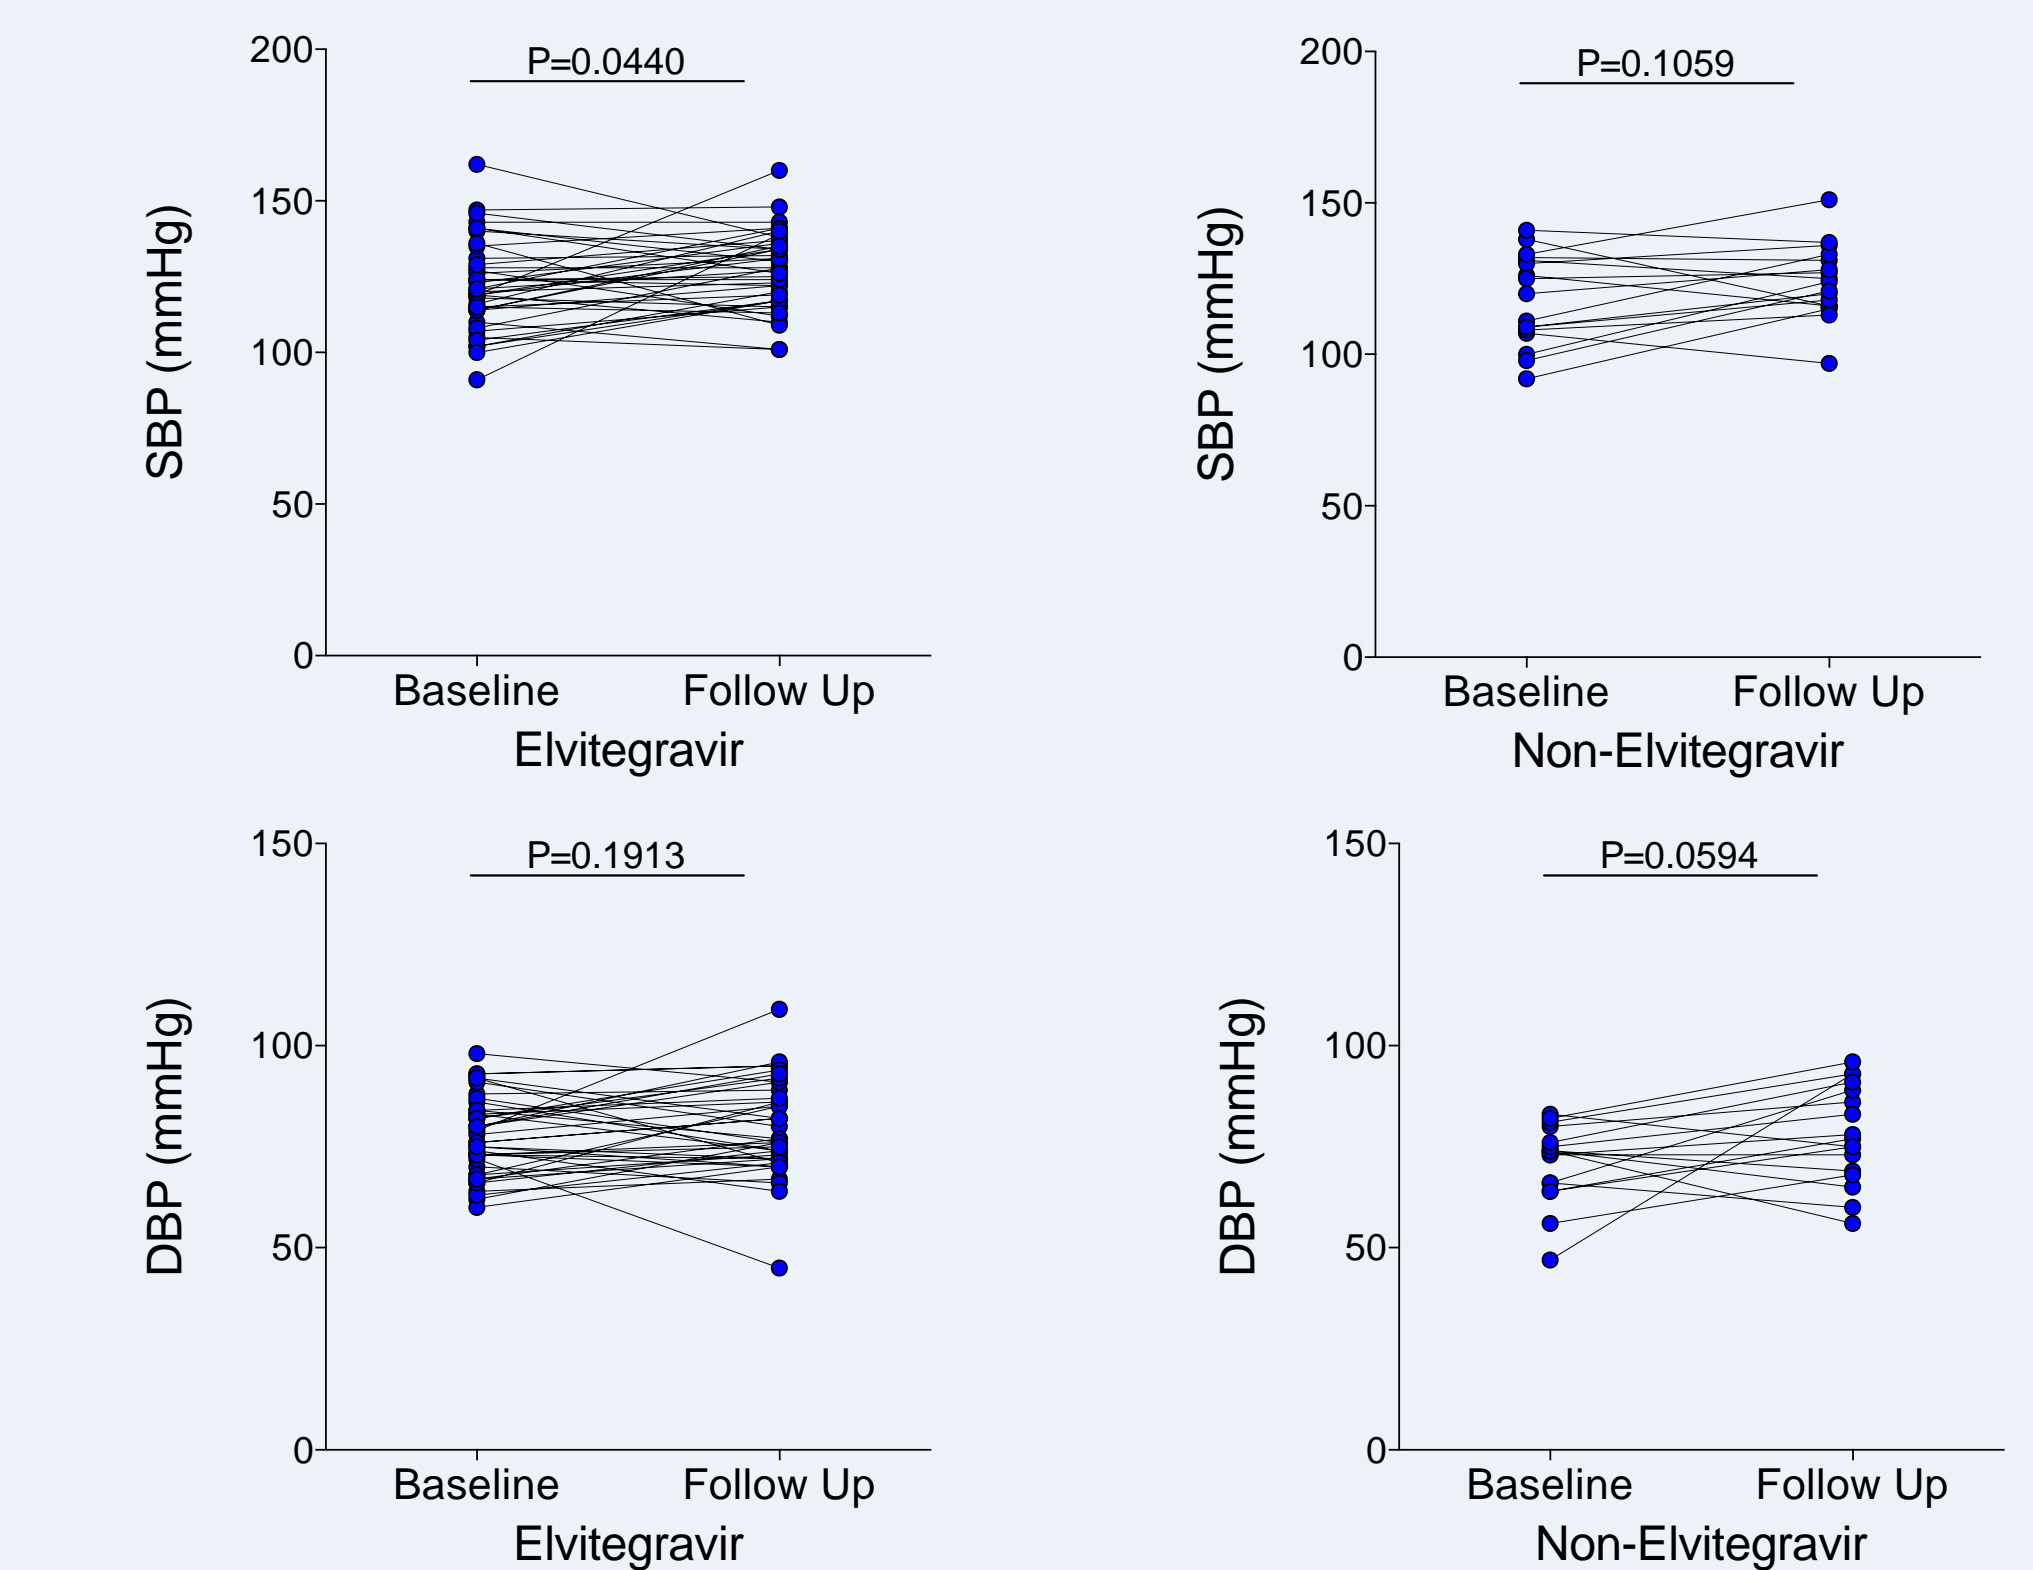 200
P=0.0440
150
100
50
0
SBP (mmHg)
Baseline Follow Up
Elvitegravir
200
P=0.1059
150
100
50
0
SBP (mmHg)
Baseline Follow Up
Non-Elvitegravir
150
P=0.1913
100
50
0
DBP (mmHg)
Baseline Follow Up
Elvitegravir
150
P=0.0594
100
50
0
DBP (mmHg)
Baseline Follow Up
Non-Elvitegravir